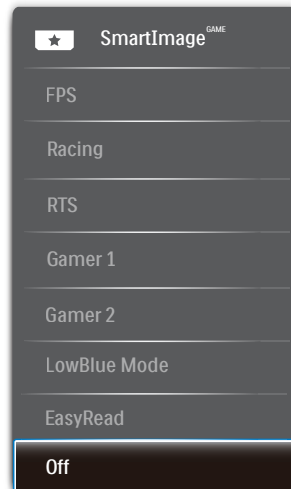 SmartImage GAME
FPS
Racing
RTS
Gamer 1
Gamer 2
LowBlue Mode
EasyRead
Off